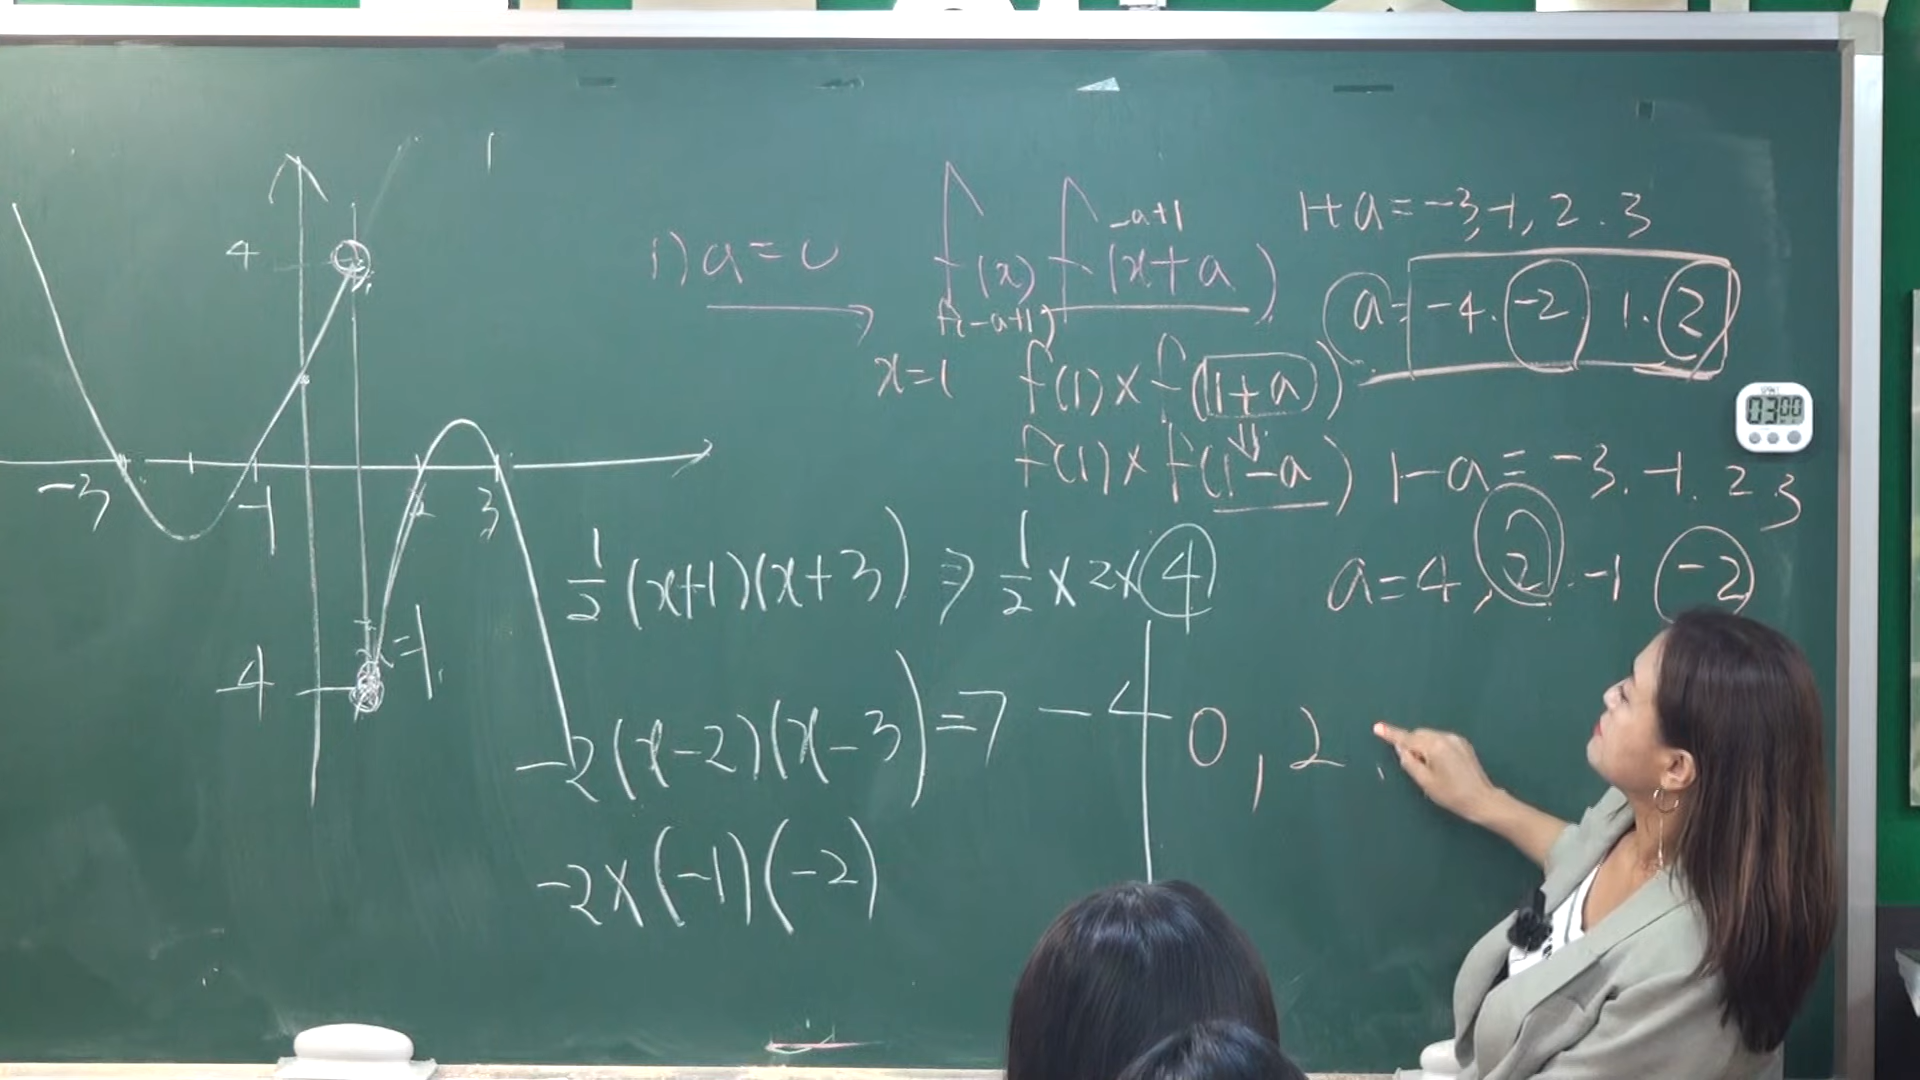 4
-3
-1
2
3
-4
x=1
i) a=0
f(x) f(x+a)
-a+1
f(-a+1)
x=1 f(1)×f(1+a)
f(1)×f(1-a)
1+a=-3,-1,2.3
a=-4.-2 1.2
1-a=-3.-1.2 3
a=4,2.-1 -2
1/2(x+1)(x+3) ⇒ 1/2×2×4
-2(x-2)(x-3)=7 -4
-2×(-1)(-2)
0,2.
03 00